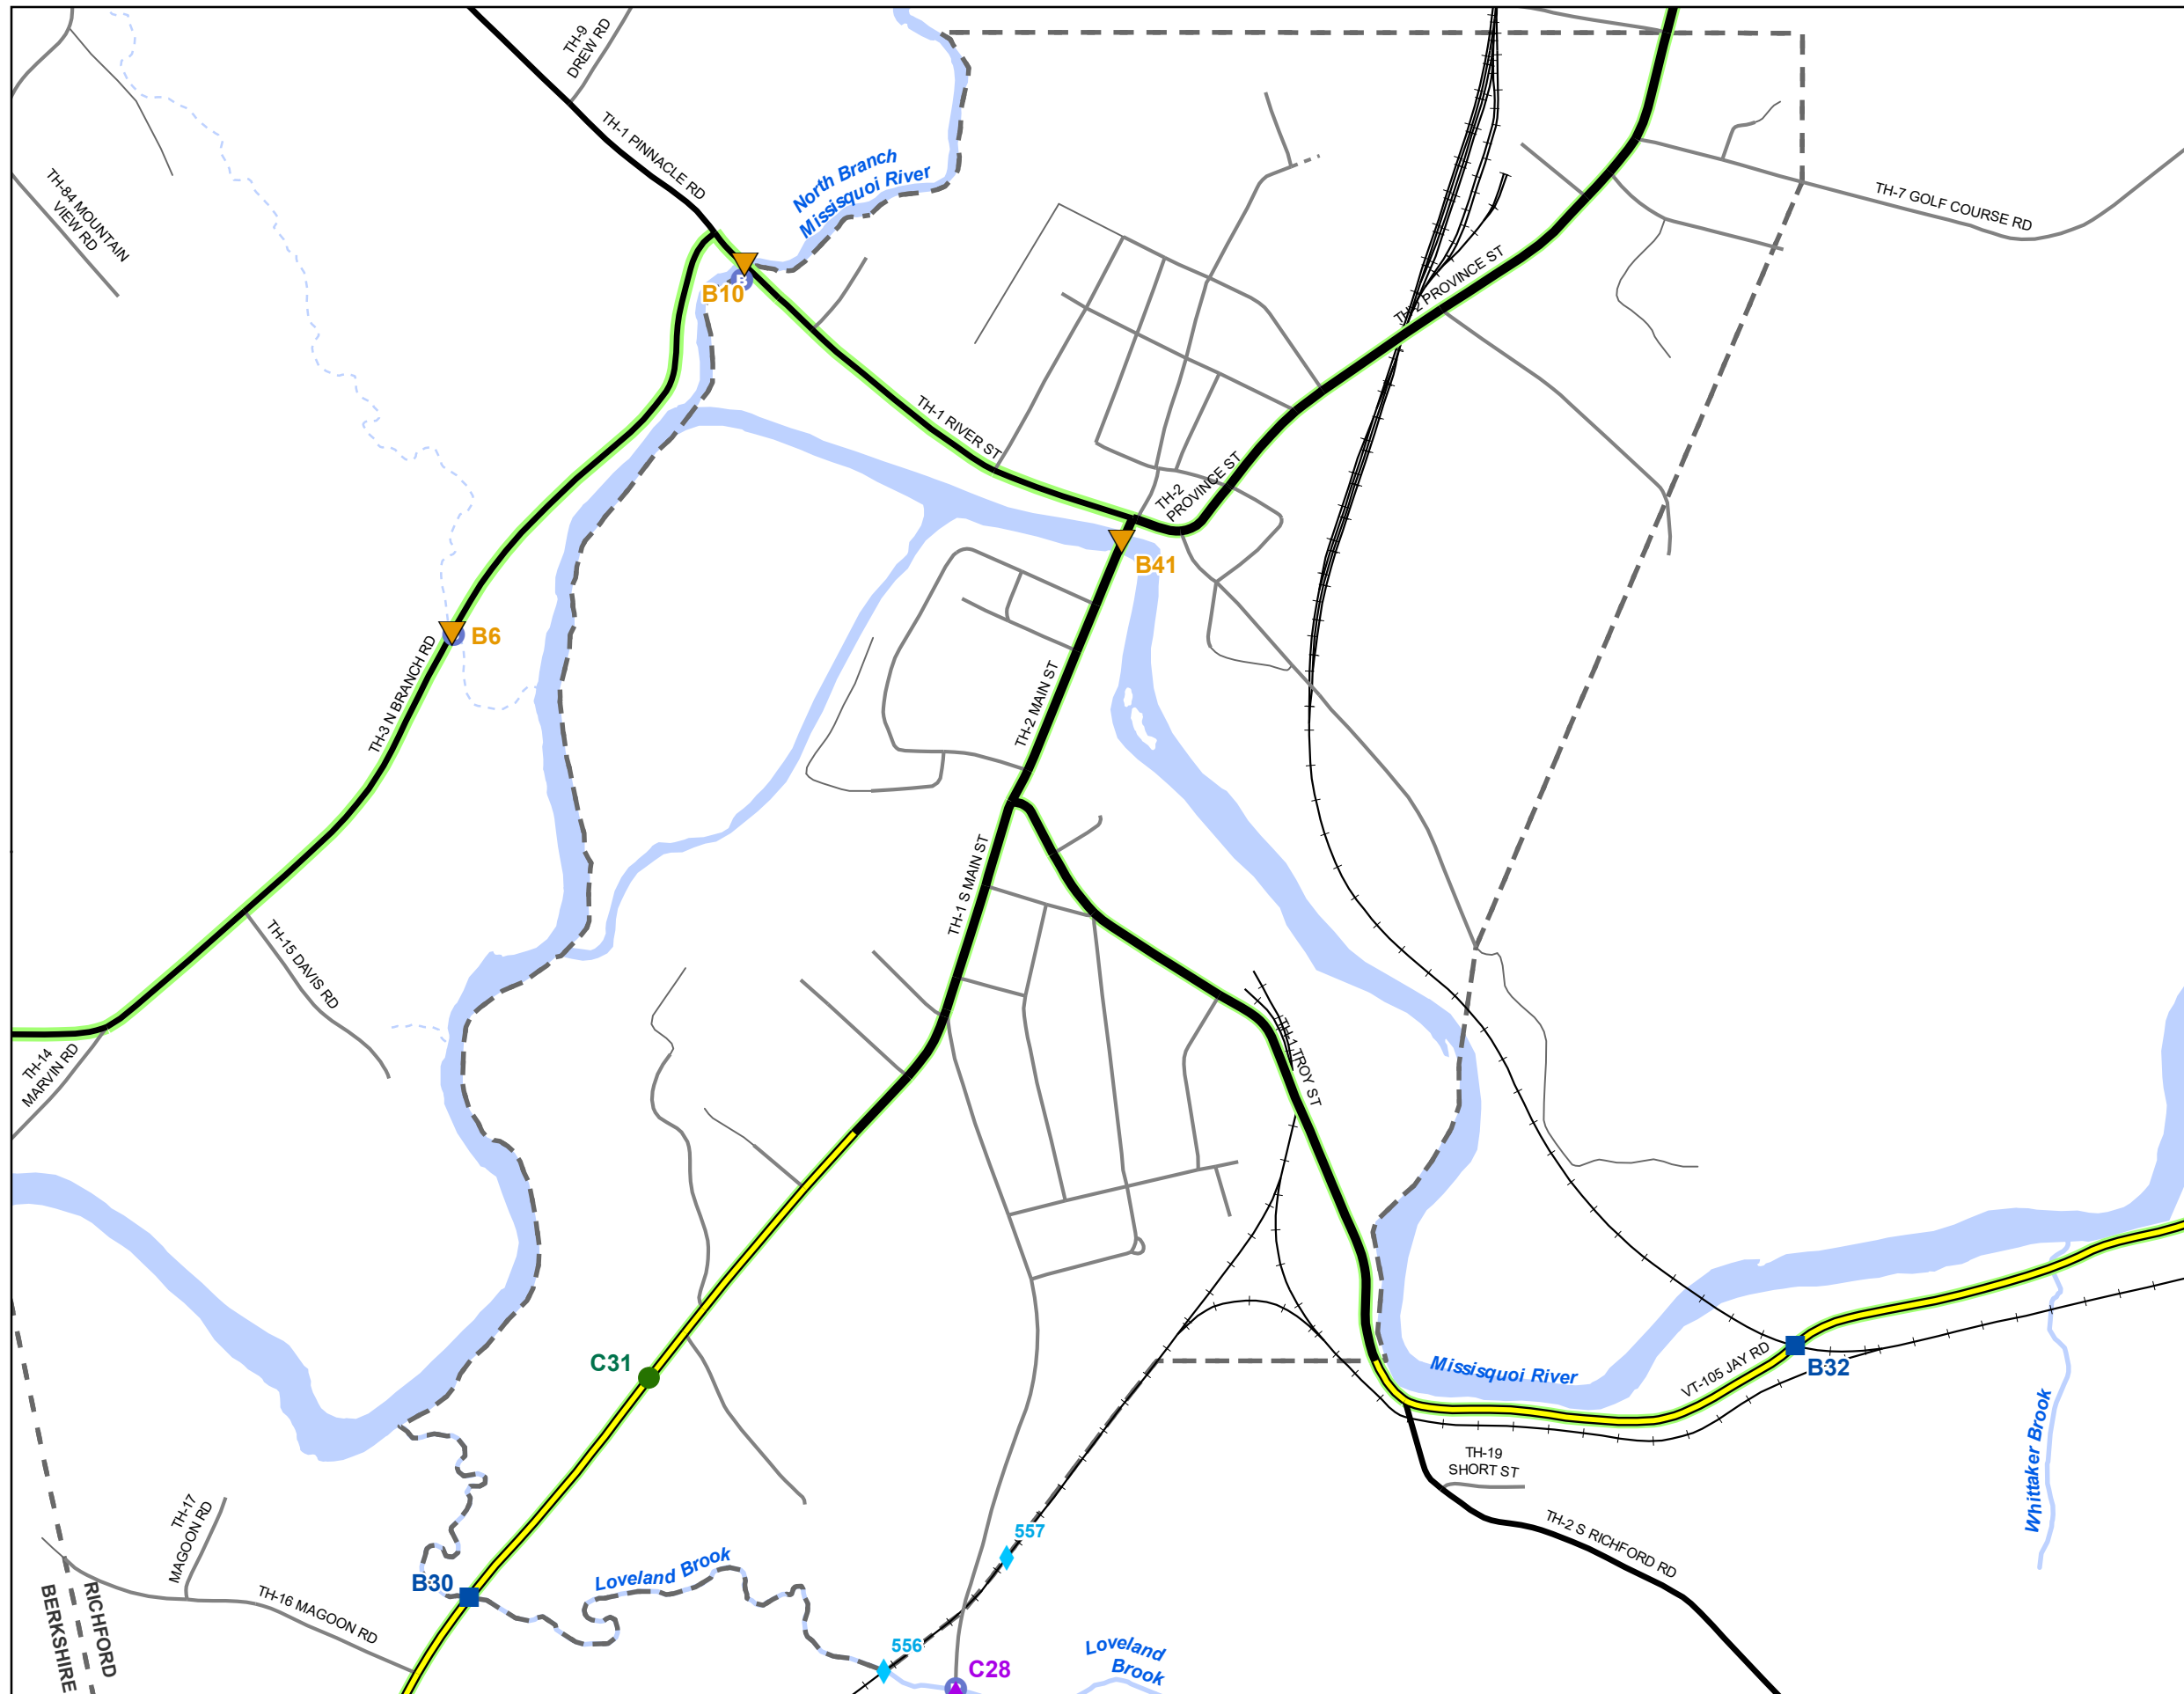 TH-9
DREW RD
TH-1 PINNACLE RD
North Branch
Missisquoi River
TH-84 MOUNTAIN
VIEW RD
TH-7 GOLF COURSE RD
B10
TH-2 PROVINCE ST
TH-1 RIVER ST
TH-2
PROVINCE ST
B41
B6
TH-3 N BRANCH RD
TH-2 MAIN ST
TH-1 S MAIN ST
TH-15 DAVIS RD
TH-14
MARVIN RD
TH-1 TROY ST
C31
Missisquoi River
VT-105 JAY RD
B32
Whittaker Brook
TH-19
SHORT ST
TH-2 S RICHFORD RD
TH-17
MAGOON RD
557
B30
Loveland Brook
TH-16 MAGOON RD
RICHFORD
BERKSHIRE
556
C28
Loveland
Brook